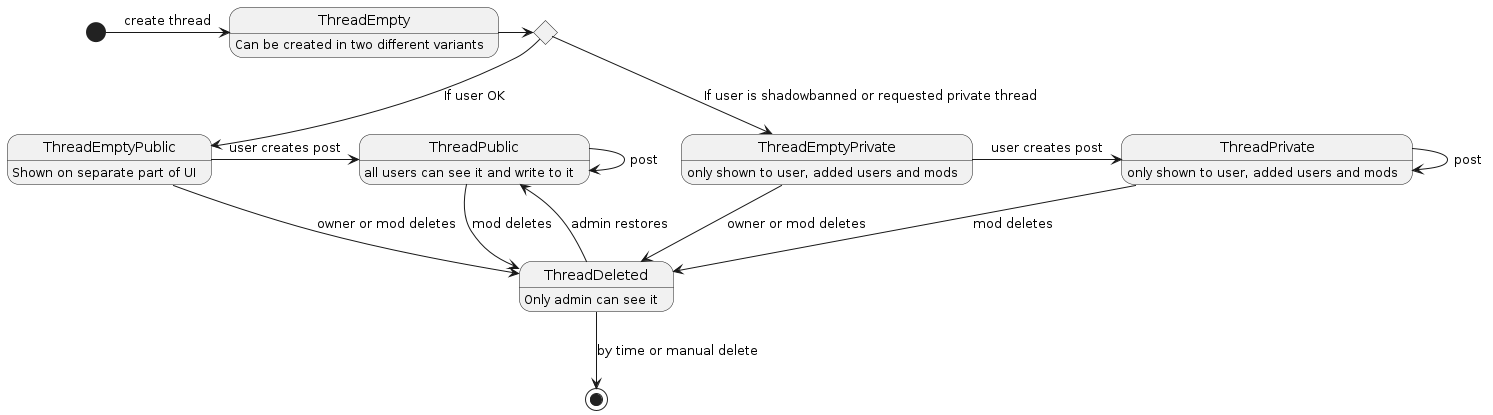 create thread
ThreadEmpty
Can be created in two different variants
If user OK
If user is shadowbanned or requested private thread
ThreadEmptyPublic
Shown on separate part of UI
user creates post
ThreadPublic
all users can see it and write to it
post
ThreadEmptyPrivate
only shown to user, added users and mods
user creates post
ThreadPrivate
only shown to user, added users and mods
post
owner or mod deletes
mod deletes
admin restores
owner or mod deletes
mod deletes
ThreadDeleted
Only admin can see it
by time or manual delete